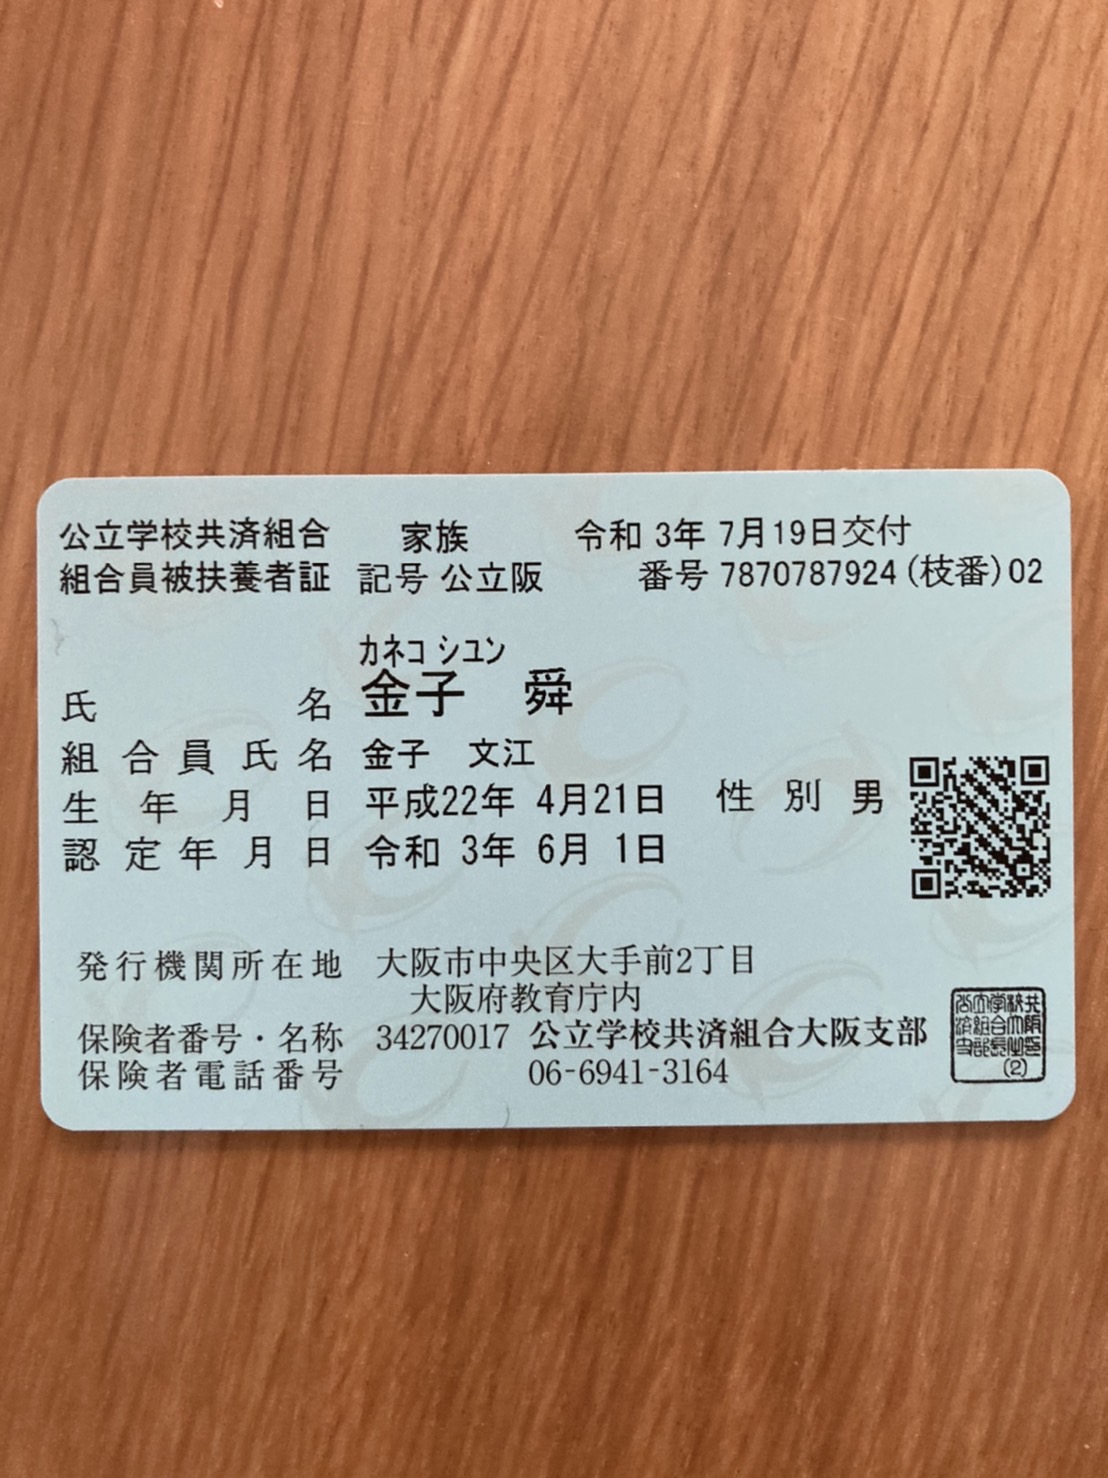 公立学校共済組合 家族 令和 3年 7月19日交付
組合員被扶養者証 記号 公立阪 番号 7870787924 (枝番) 02
カネコ シユン
氏名 金子 舜
組合員氏名 金子 文江
生年月日 平成22年 4月21日 性別 男
認定年月日 令和 3年 6月 1日
発行機関所在地 大阪市中央区大手前2丁目
大阪府教育庁内
保険者番号・名称 34270017 公立学校共済組合大阪支部
保険者電話番号 06-6941-3164
(2)